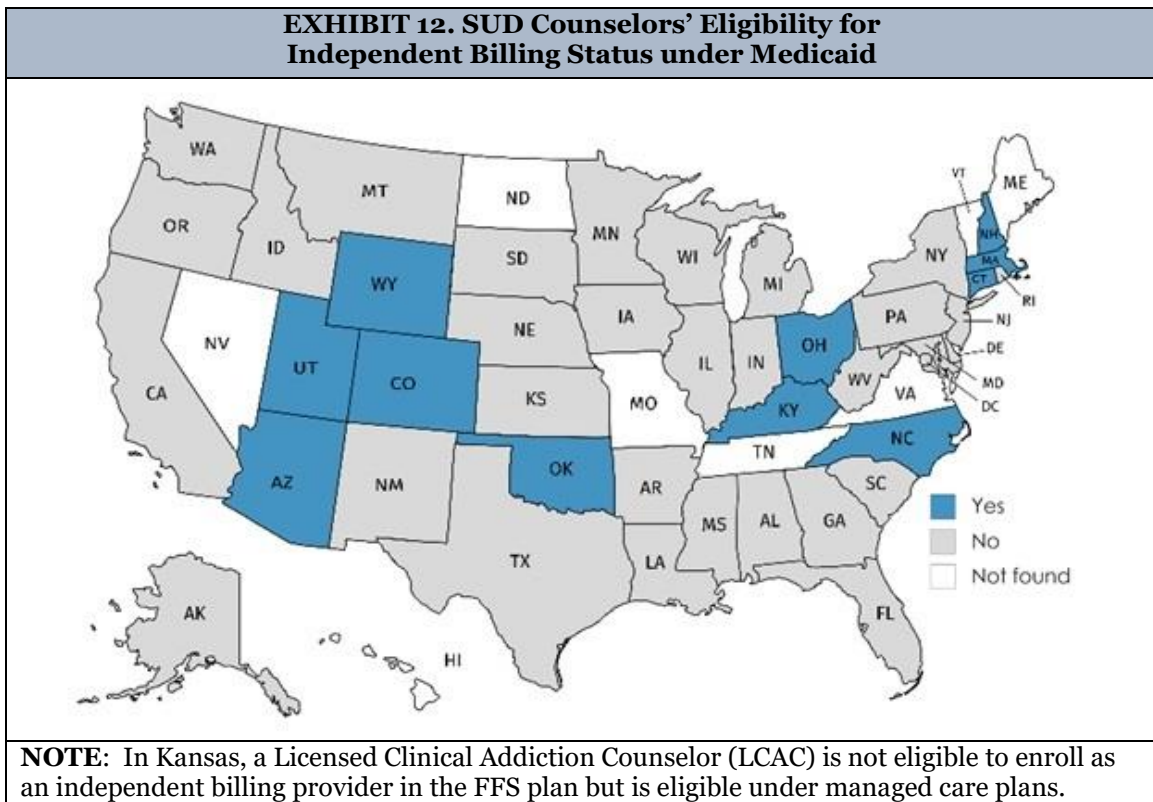 EXHIBIT 12. SUD Counselors’ Eligibility for
Independent Billing Status under Medicaid
WA
MT
ND
OR
ID
SD
MN
WI
MI
NY
VT
ME
NH
MA
CT
RI
WY
NE
IA
PA
NJ
NV
UT
CO
KS
MO
IL
IN
OH
WV
VA
DE
MD
DC
CA
KY
TN
NC
AZ
NM
OK
AR
SC
MS
AL
GA
TX
LA
FL
AK
HI
Yes
No
Not found
NOTE: In Kansas, a Licensed Clinical Addiction Counselor (LCAC) is not eligible to enroll as
an independent billing provider in the FFS plan but is eligible under managed care plans.